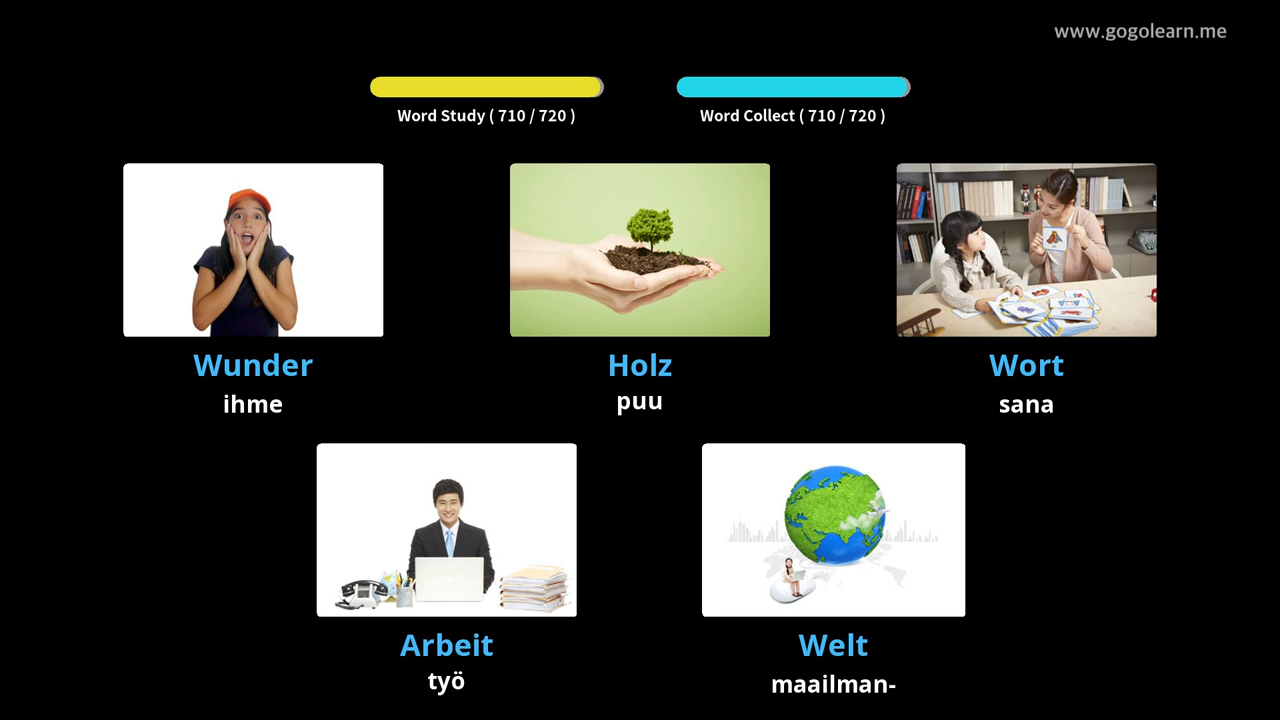 www.gogolearn.me
Word Study ( 710 / 720 )
Word Collect ( 710 / 720 )
Wunder
ihme
Holz
puu
Wort
sana
Arbeit
työ
Welt
maailman-